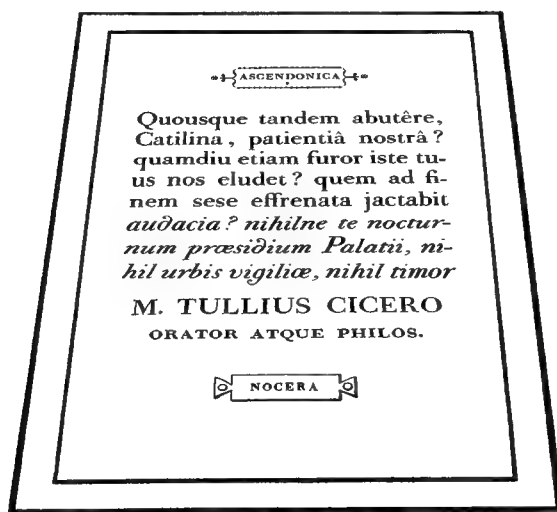 ASCENDONICA
Quousque tandem abutêre,
Catilina, patientiâ nostrâ?
quamdiu etiam furor iste tu-
us nos eludet? quem ad fi-
nem sese effrenata jactabit
audacia? nihilne te noctur-
num præsidium Palatii, ni-
hil urbis vigiliæ, nihil timor
M. TULLIUS CICERO
ORATOR ATQUE PHILOS.
NOCERA